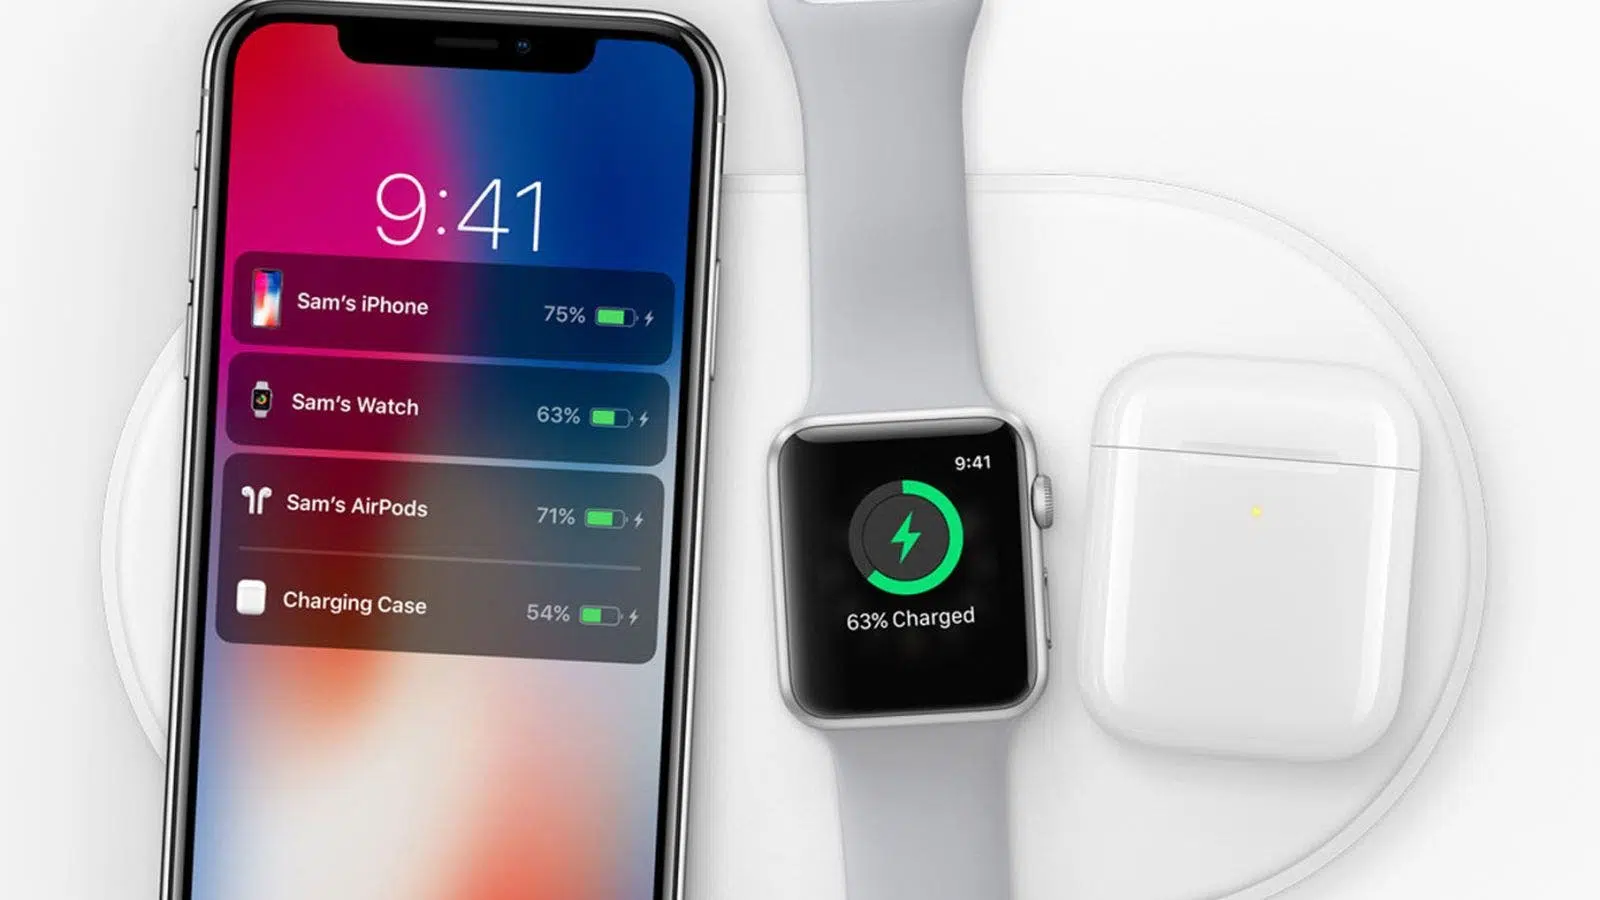 9:41
Sam’s iPhone 75%
Sam’s Watch 63%
Sam’s AirPods 71%
Charging Case 54%
9:41
63% Charged